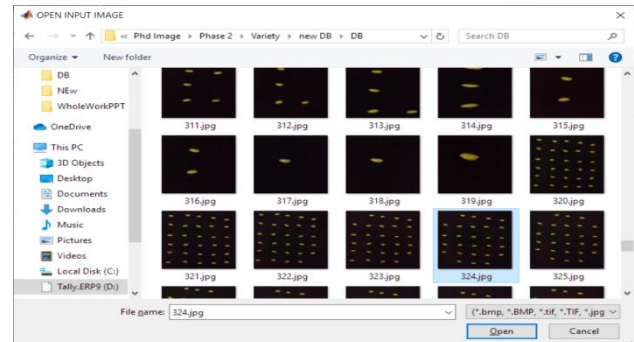 OPEN INPUT IMAGE
« Phd Image > Phase 2 > Variety > new DB > DB
Search DB
Organize
New folder
DB
NEw
WholeWorkPPT
OneDrive
This PC
3D Objects
Desktop
Documents
Downloads
Music
Pictures
Videos
Local Disk (C:)
Tally.ERP9 (D:)
311.jpg 312.jpg 313.jpg 314.jpg 315.jpg
316.jpg 317.jpg 318.jpg 319.jpg 320.jpg
321.jpg 322.jpg 323.jpg 324.jpg 325.jpg
File name: 324.jpg
(*.bmp, *.BMP, *.tif, *.TIF, *.jpg
Open Cancel